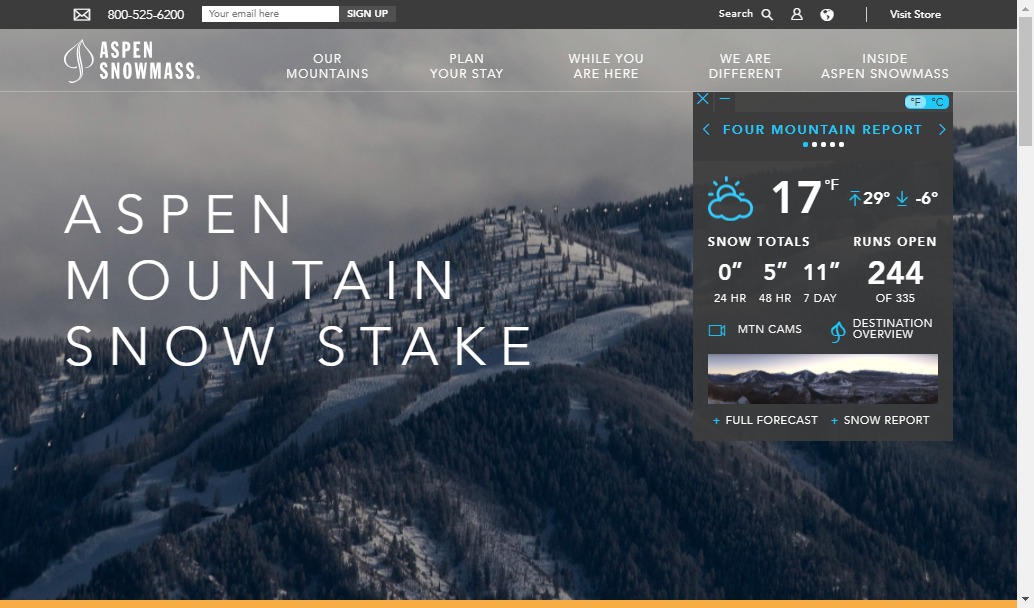 800-525-6200
Your email here
SIGN UP
Search
Visit Store
ASPEN
SNOWMASS®
OUR
MOUNTAINS
PLAN
YOUR STAY
WHILE YOU
ARE HERE
WE ARE
DIFFERENT
INSIDE
ASPEN SNOWMASS
°F °C
FOUR MOUNTAIN REPORT
17°F
29° -6°
SNOW TOTALS
0” 5” 11”
24 HR 48 HR 7 DAY
RUNS OPEN
244
OF 335
MTN CAMS
DESTINATION
OVERVIEW
+ FULL FORECAST + SNOW REPORT
ASPEN
MOUNTAIN
SNOW STAKE